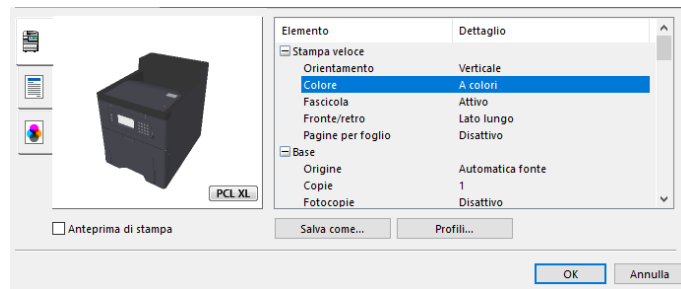 Elemento Dettaglio
Stampa veloce
Orientamento Verticale
Colore A colori
Fascicola Attivo
Fronte/retro Lato lungo
Pagine per foglio Disattivo
Base
Origine Automatica fonte
Copie 1
Fotocopie Disattivo
PCL XL
Anteprima di stampa Salva come... Profili...
OK Annulla